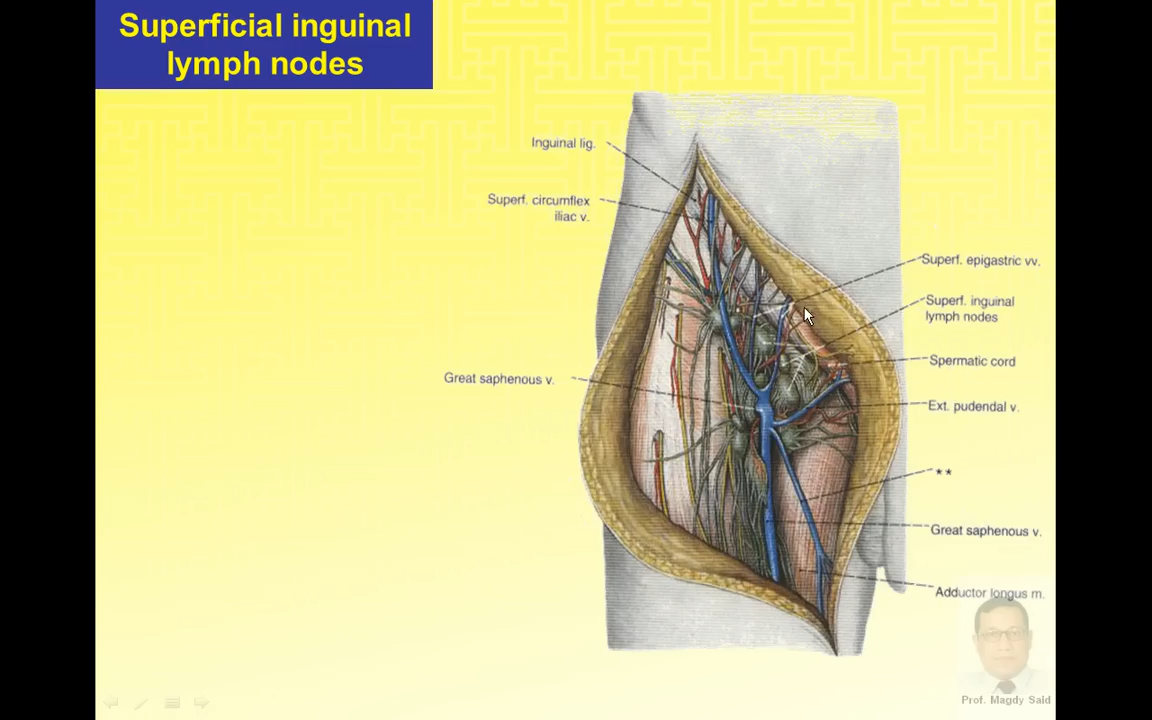 Superficial inguinal
lymph nodes
Inguinal lig.
Superf. circumflex
iliac v.
Great saphenous v.
Superf. epigastric vv.
Superf. inguinal
lymph nodes
Spermatic cord
Ext. pudendal v.
**
Great saphenous v.
Adductor longus m.
Prof. Magdy Said